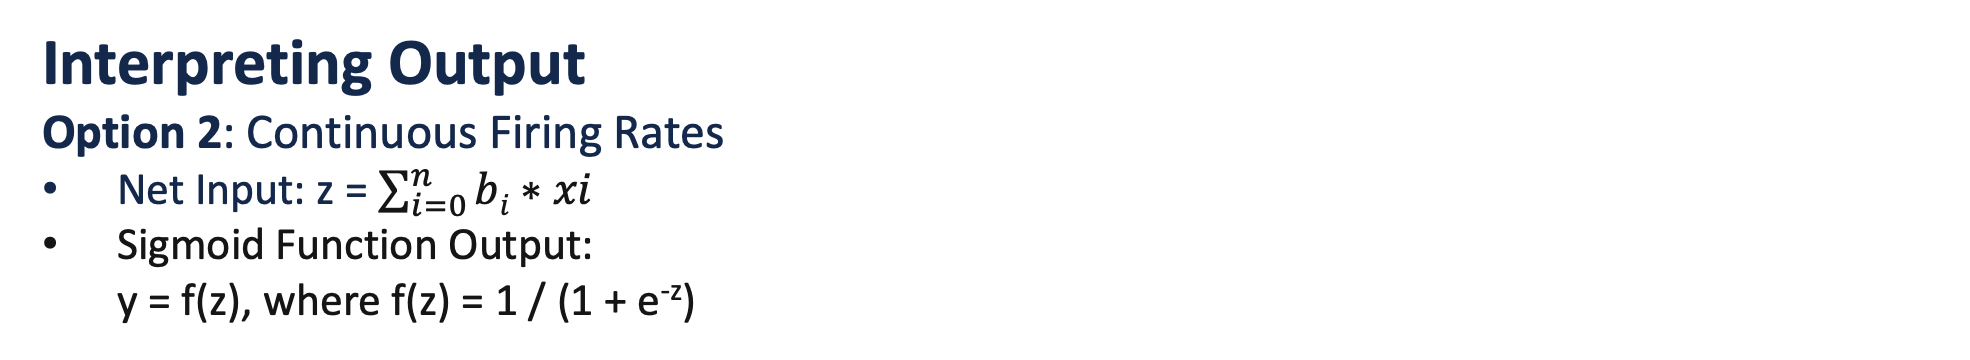 Interpreting Output
Option 2: Continuous Firing Rates
• Net Input: z = ∑ⁿᵢ₌₀ bᵢ * xi
• Sigmoid Function Output:
y = f(z), where f(z) = 1 / (1 + e⁻ᶻ)